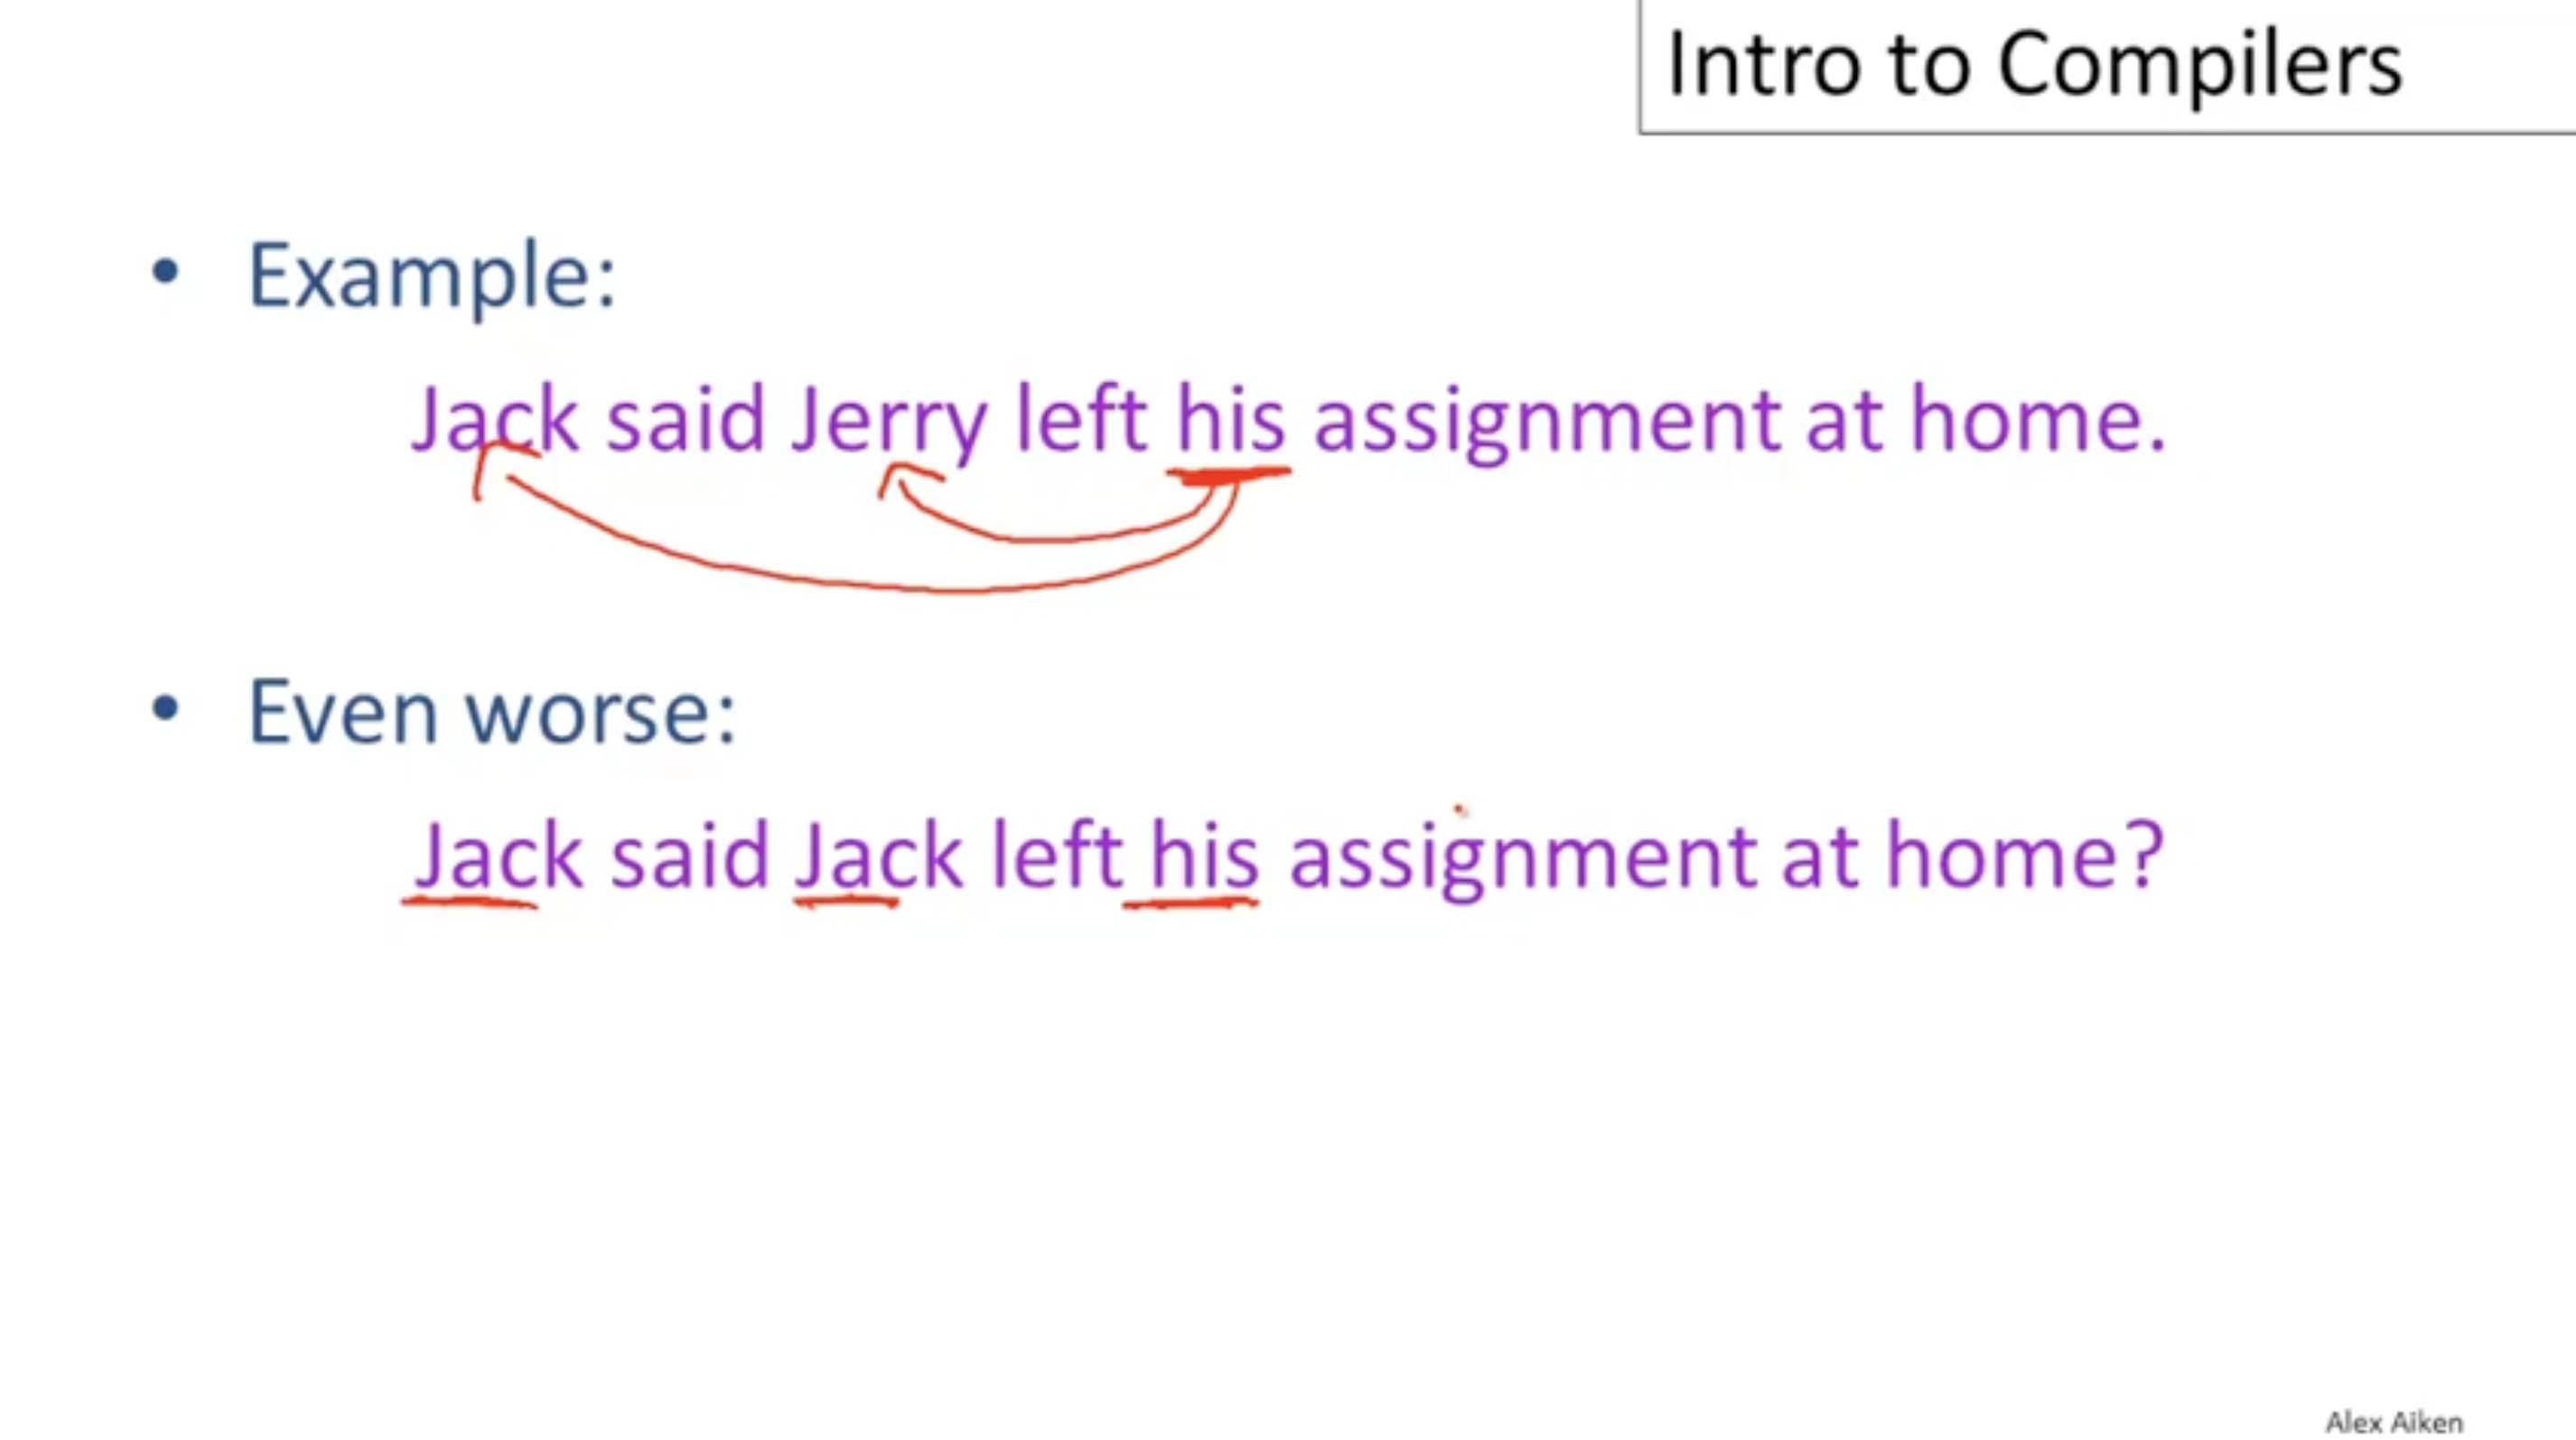 Intro to Compilers
• Example:
Jack said Jerry left his assignment at home.
• Even worse:
Jack said Jack left his assignment at home?
Alex Aiken